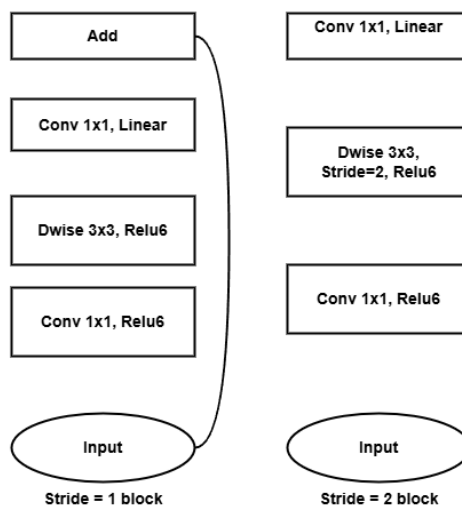 Add
Conv 1x1, Linear
Dwise 3x3, Relu6
Conv 1x1, Relu6
Input
Stride = 1 block
Conv 1x1, Linear
Dwise 3x3,
Stride=2, Relu6
Conv 1x1, Relu6
Input
Stride = 2 block